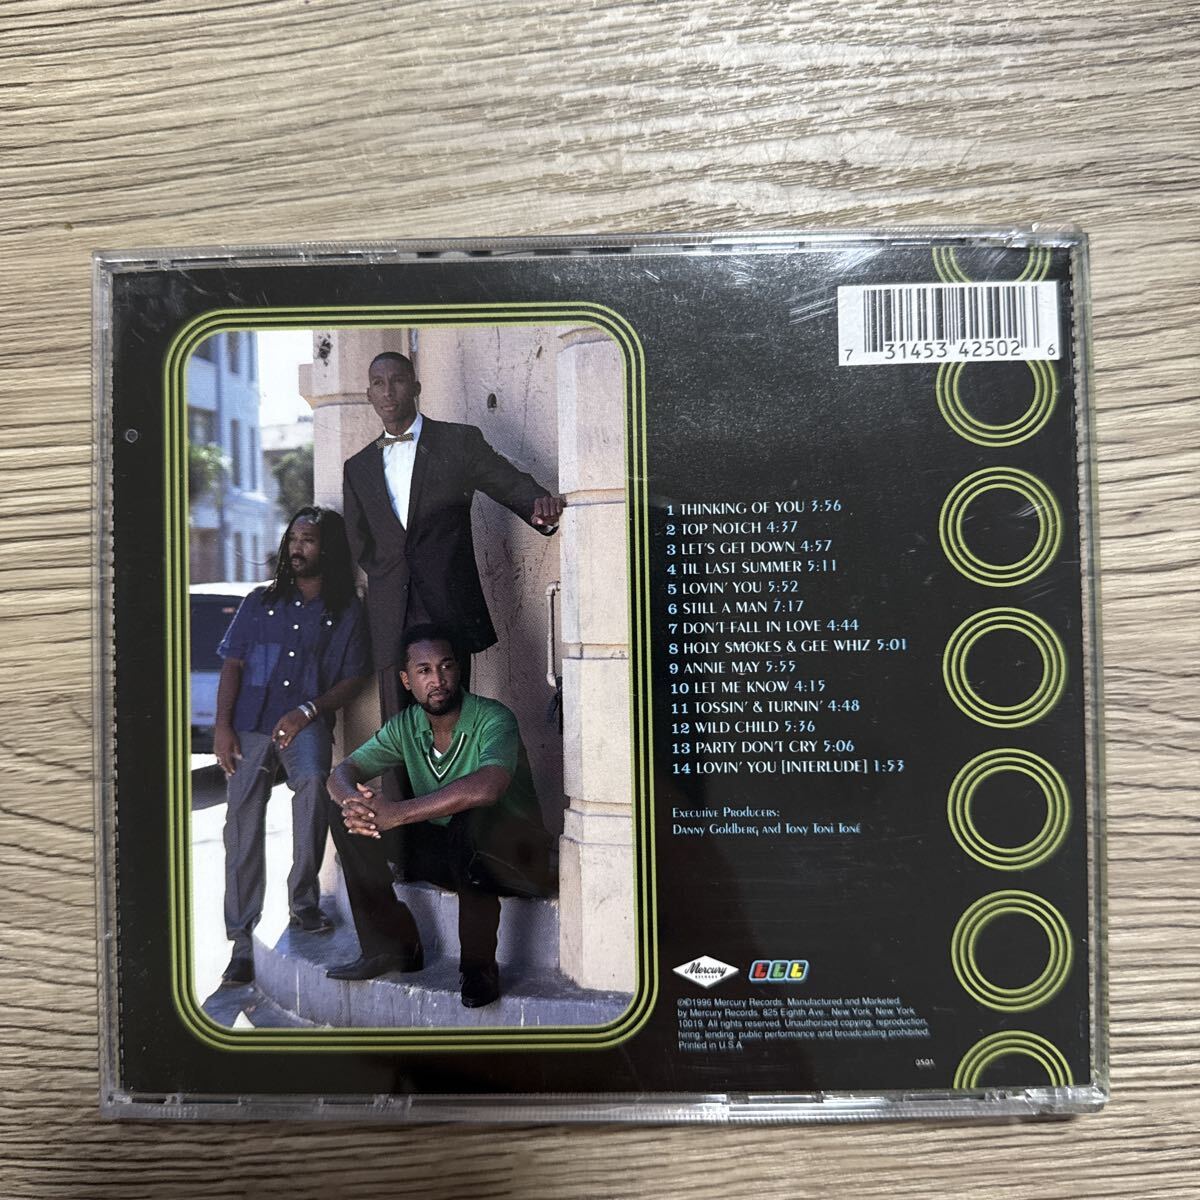 7 31453 42502 6
1 THINKING OF YOU 3:56
2 TOP NOTCH 4:37
3 LET'S GET DOWN 4:57
4 TIL LAST SUMMER 5:11
5 LOVIN' YOU 5:52
6 STILL A MAN 7:17
7 DON'T FALL IN LOVE 4:44
8 HOLY SMOKES & GEE WHIZ 5:01
9 ANNIE MAY 5:55
10 LET ME KNOW 4:15
11 TOSSIN' & TURNIN' 4:48
12 WILD CHILD 5:36
13 PARTY DON'T CRY 5:06
14 LOVIN' YOU [INTERLUDE] 1:53
Executive Producers:
Danny Goldberg and Tony Toni Toné
Mercury
RECORDS
ttt
℗©1996 Mercury Records. Manufactured and Marketed
by Mercury Records. 825 Eighth Ave., New York, New York
10019. All rights reserved. Unauthorized copying, reproduction,
hiring, lending, public performance and broadcasting prohibited.
Printed in U.S.A
0501